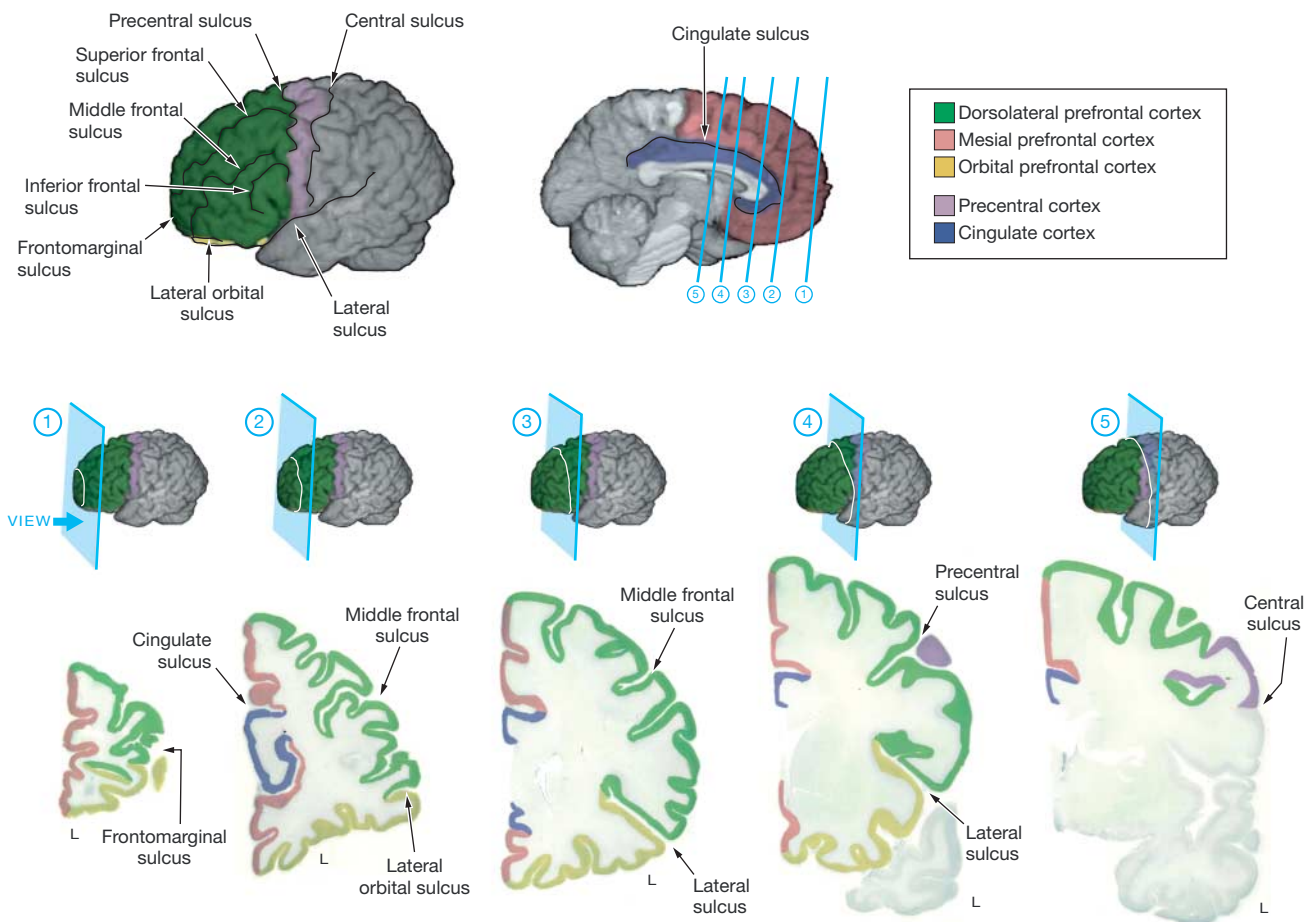 Precentral sulcus
Central sulcus
Superior frontal
sulcus
Middle frontal
sulcus
Inferior frontal
sulcus
Frontomarginal
sulcus
Lateral orbital
sulcus
Lateral
sulcus
Cingulate sulcus
5
4
3
2
1
Dorsolateral prefrontal cortex
Mesial prefrontal cortex
Orbital prefrontal cortex
Precentral cortex
Cingulate cortex
1
VIEW
2
3
4
5
Frontomarginal
sulcus
L
Cingulate
sulcus
Middle frontal
sulcus
Lateral
orbital sulcus
L
Middle frontal
sulcus
Lateral
sulcus
L
Precentral
sulcus
Lateral
sulcus
L
Central
sulcus
L